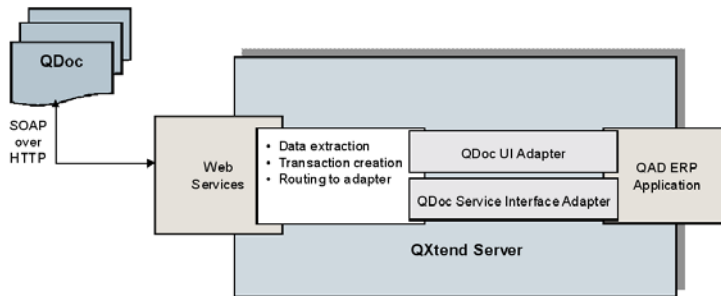 QDoc
SOAP
over
HTTP
Web
Services
• Data extraction
• Transaction creation
• Routing to adapter
QDoc UI Adapter
QDoc Service Interface Adapter
QAD ERP
Application
QXtend Server